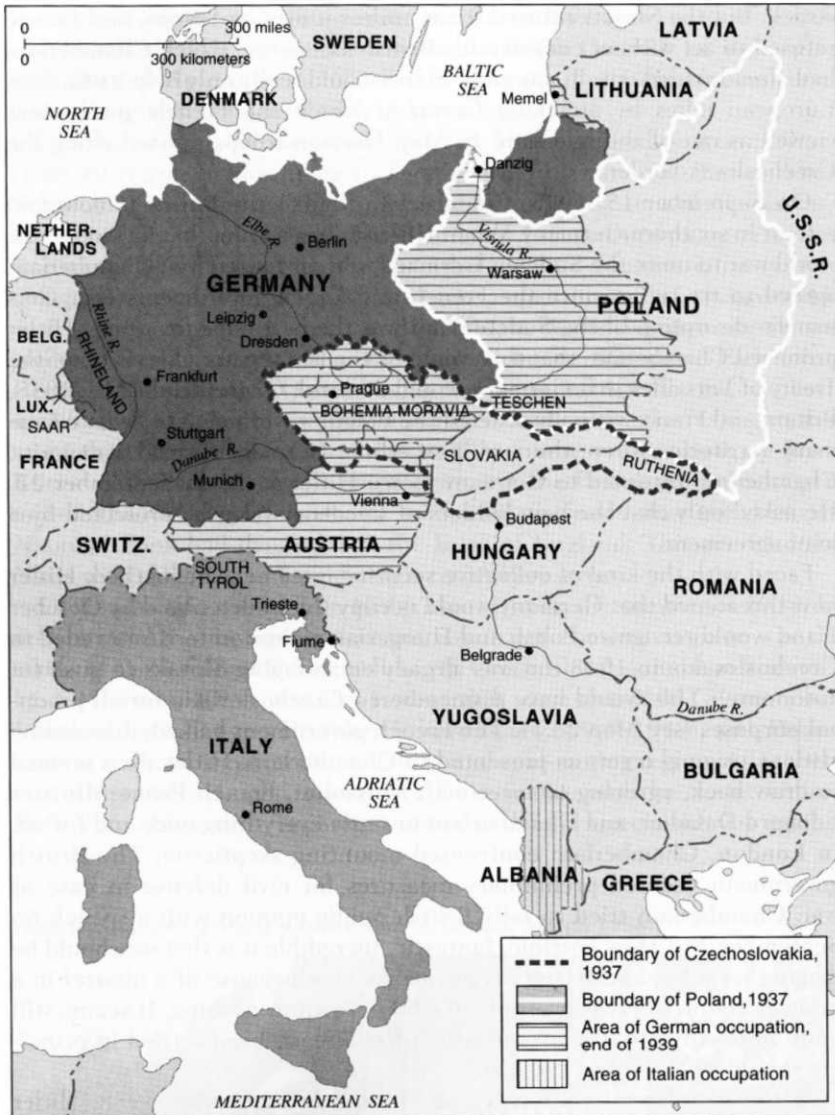 0 300 miles
0 300 kilometers
SWEDEN
LATVIA
BALTIC
SEA
DENMARK
Memel
LITHUANIA
NORTH
SEA
Danzig
U.S.S.R.
NETHER-
LANDS
Elbe R.
Berlin
Vistula R.
Warsaw
GERMANY
POLAND
Leipzig
Rhine R.
BELG.
Dresden
RHINELAND
Frankfurt
Prague
TESCHEN
LUX.
BOHEMIA-MORAVIA
SAAR
Stuttgart
SLOVAKIA
RUTHENIA
FRANCE
Danube R.
Munich
Vienna
Budapest
SWITZ.
AUSTRIA
HUNGARY
SOUTH
TYROL
ROMANIA
Trieste
Fiume
Belgrade
YUGOSLAVIA
Danube R.
ITALY
BULGARIA
ADRIATIC
SEA
Rome
ALBANIA
GREECE
Boundary of Czechoslovakia,
1937
Boundary of Poland,1937
Area of German occupation,
end of 1939
Area of Italian occupation
MEDITERRANEAN SEA